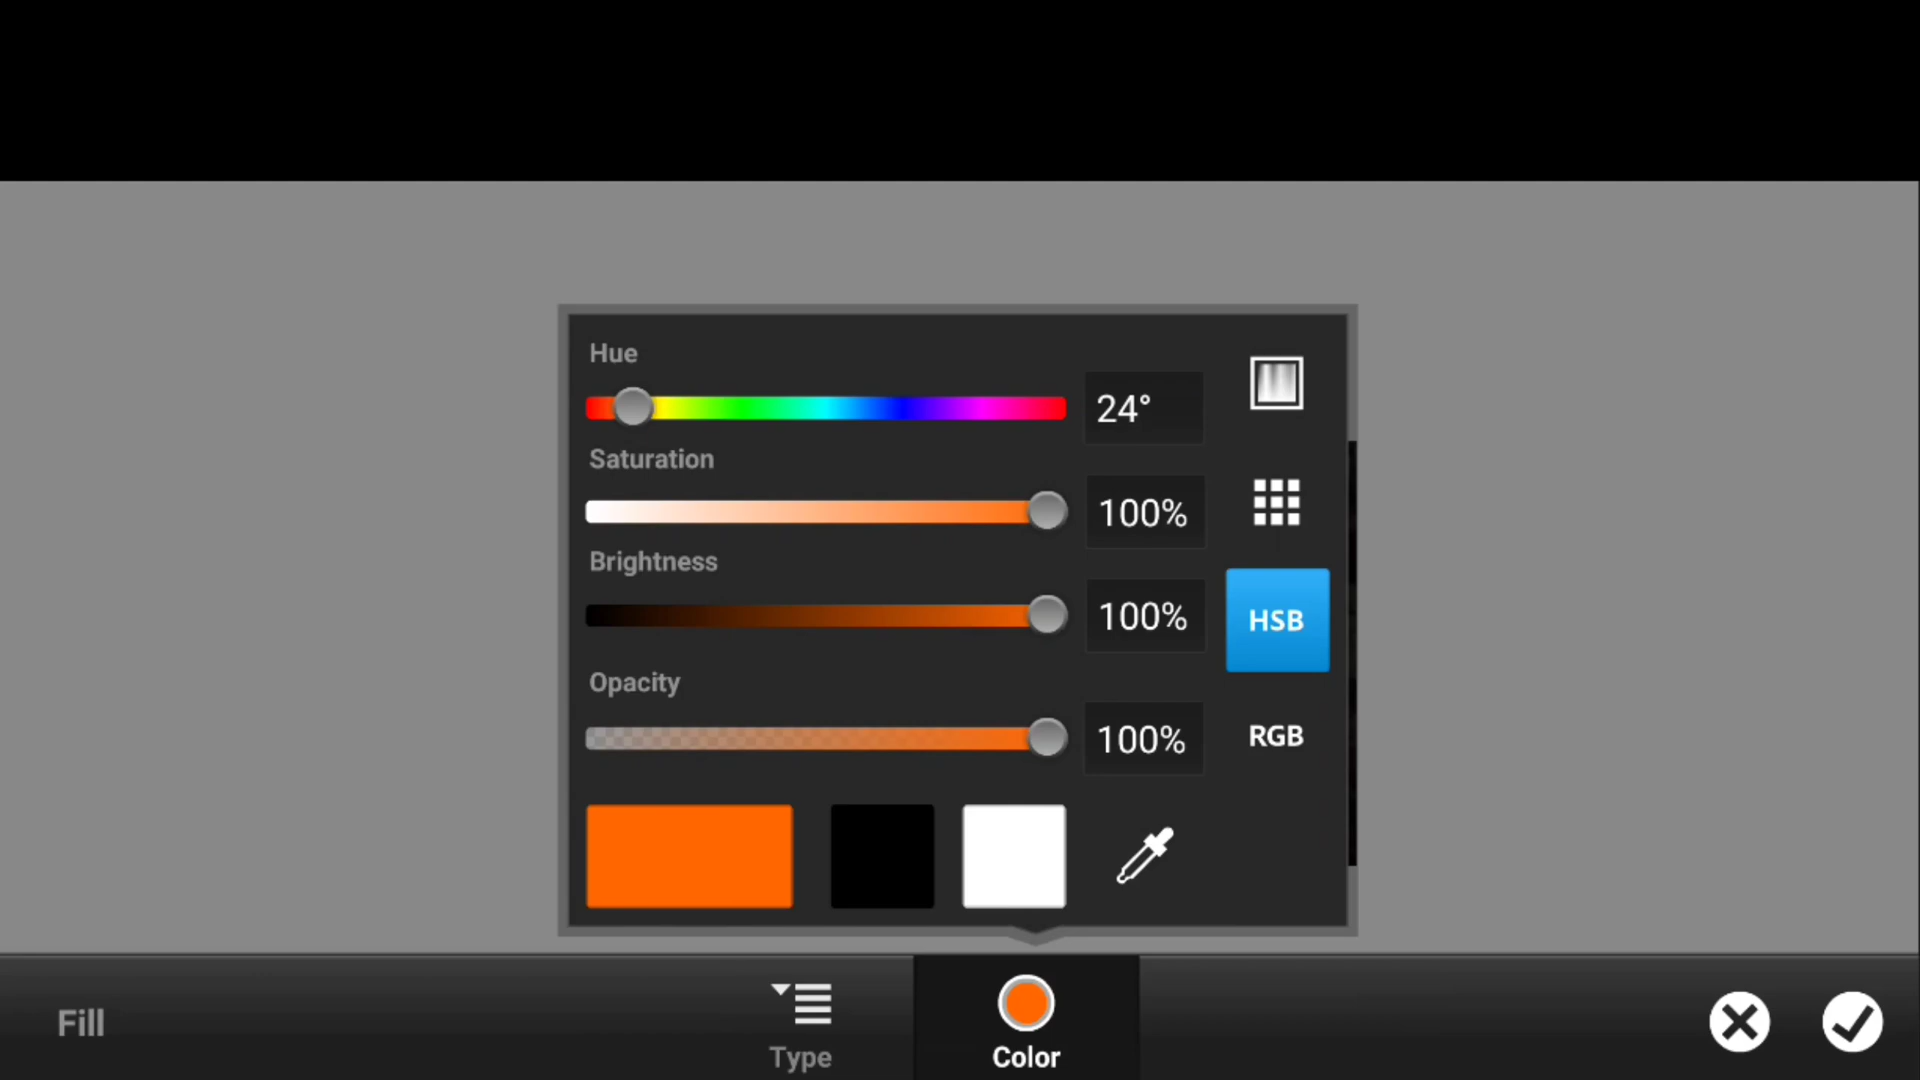 Hue
24°
Saturation
100%
Brightness
100%
HSB
Opacity
100%
RGB
Fill
Type
Color